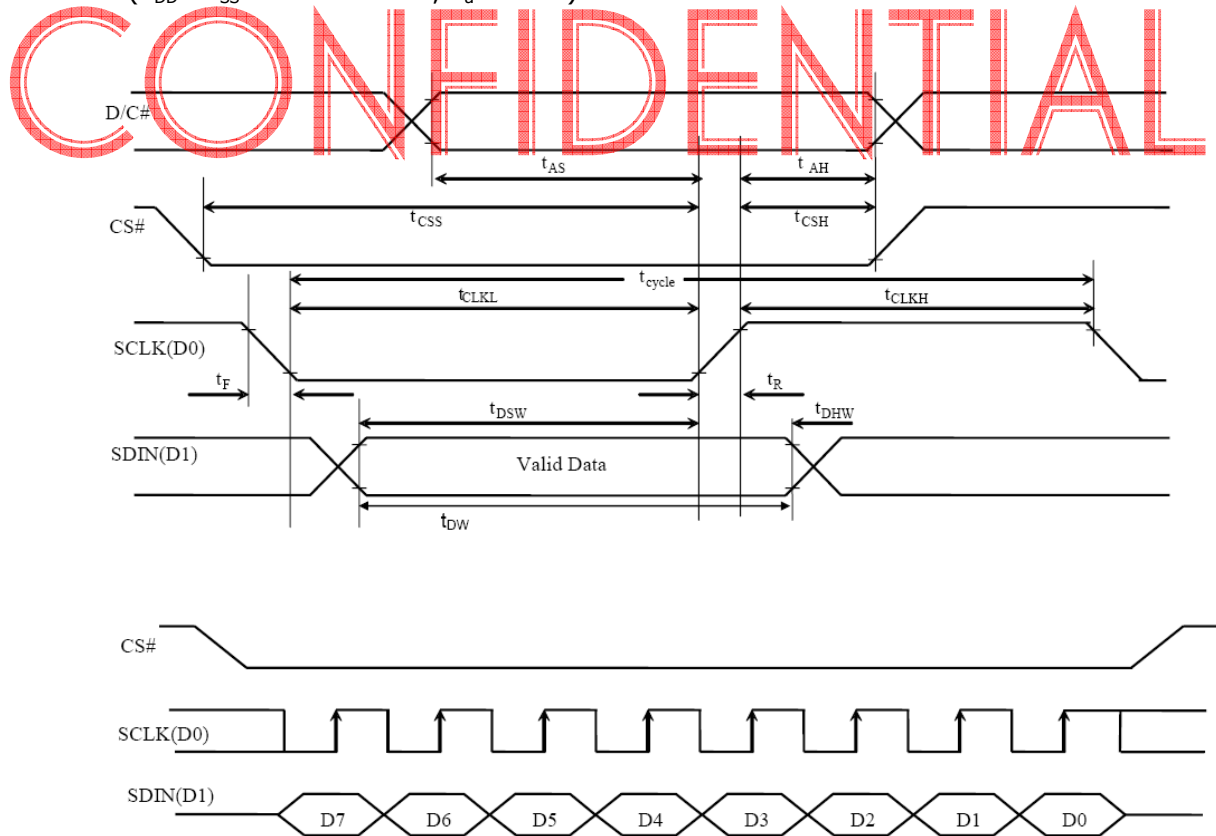 CONFIDENTIAL
D/C#
tAS
t AH
CS#
tCSS
tCSH
tcycle
tCLKL
tCLKH
SCLK(D0)
tF
tR
tDSW
tDHW
SDIN(D1)
Valid Data
tDW
CS#
SCLK(D0)
SDIN(D1)
D7 D6 D5 D4 D3 D2 D1 D0